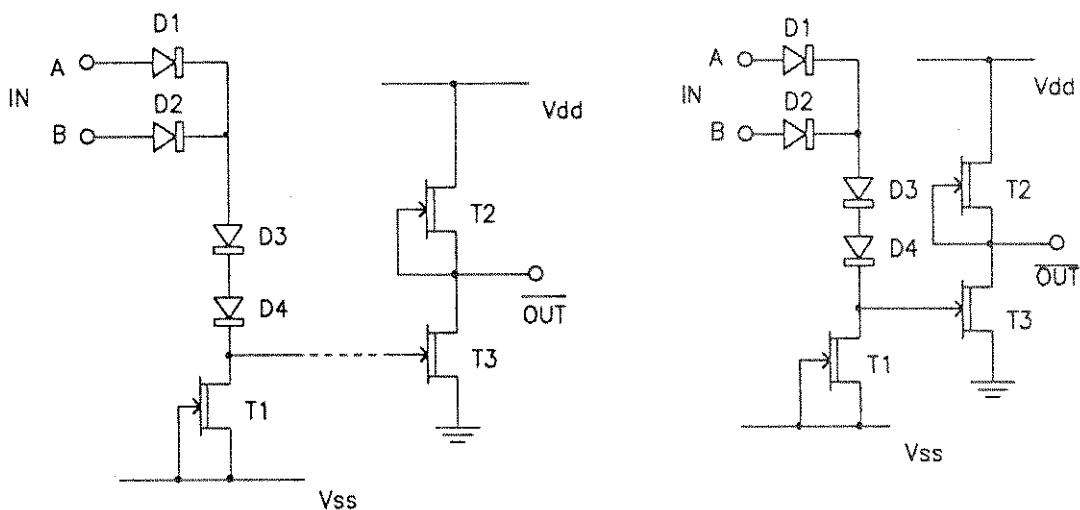 D1
A
IN
D2
B
Vdd
D3
T2
D4
OUT
T3
T1
Vss
D1
A
IN
D2
B
Vdd
D3
T2
D4
OUT
T3
T1
Vss